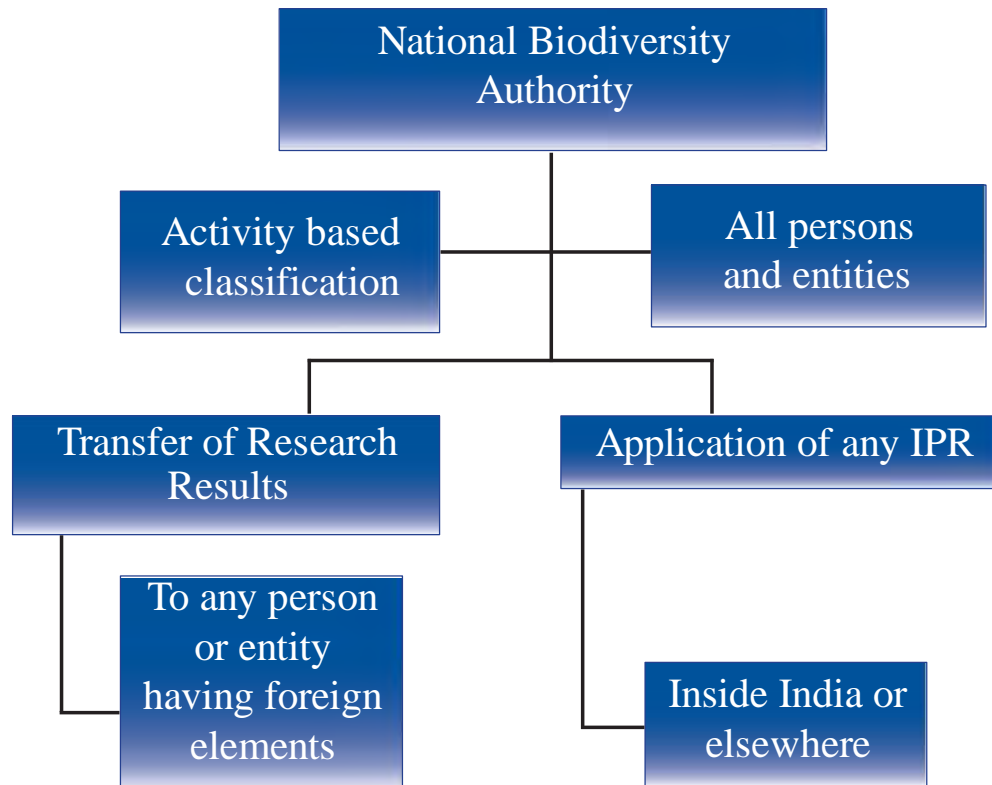 National Biodiversity
Authority
Activity based
classification
All persons
and entities
Transfer of Research
Results
Application of any IPR
To any person
or entity
having foreign
elements
Inside India or
elsewhere